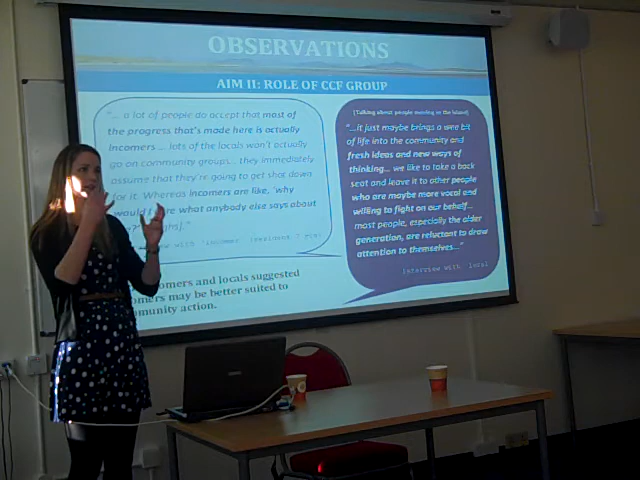 OBSERVATIONS
AIM II: ROLE OF CCF GROUP
"... a lot of people do accept that most of
the progress that's made here is actually
incomers ... lots of the locals won't actually
go on community groups... they immediately
assume that they're going to get shot down
for it. Whereas incomers are like, 'why
would I care what anybody else says about
Interview with 'incomer'
[Talking about people moving to the island]
"...it just maybe brings a wee bit
of life into the community and
fresh ideas and new ways of
thinking... we like to take a back
seat and leave it to other people
who are maybe more vocal and
willing to fight on our behalf...
most people, especially the older
generation, are reluctant to draw
attention to themselves..."
Interview with 'local'
incomers and locals suggested
incomers may be better suited to
community action.